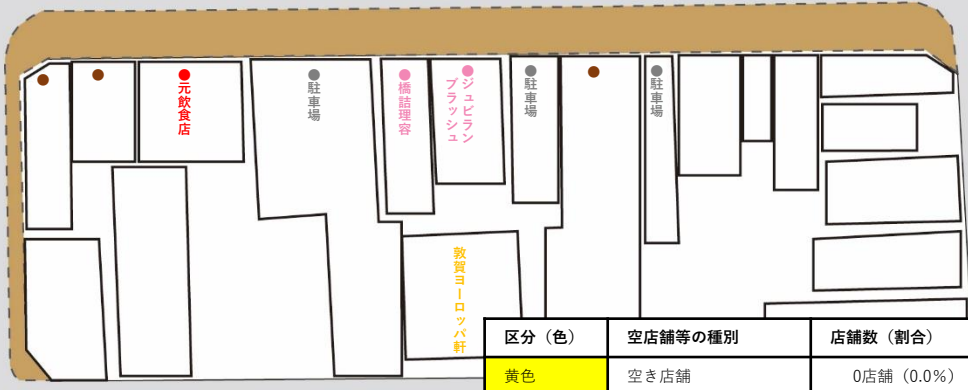 ●元飲食店
●駐車場
●橋詰理容
●ジュビラン
ブラッシュ
●駐車場
●駐車場
敦賀ヨーロッパ軒
区分（色） 空店舗等の種別 店舗数（割合）
黄色 空き店舗 0店舗（0.0%）